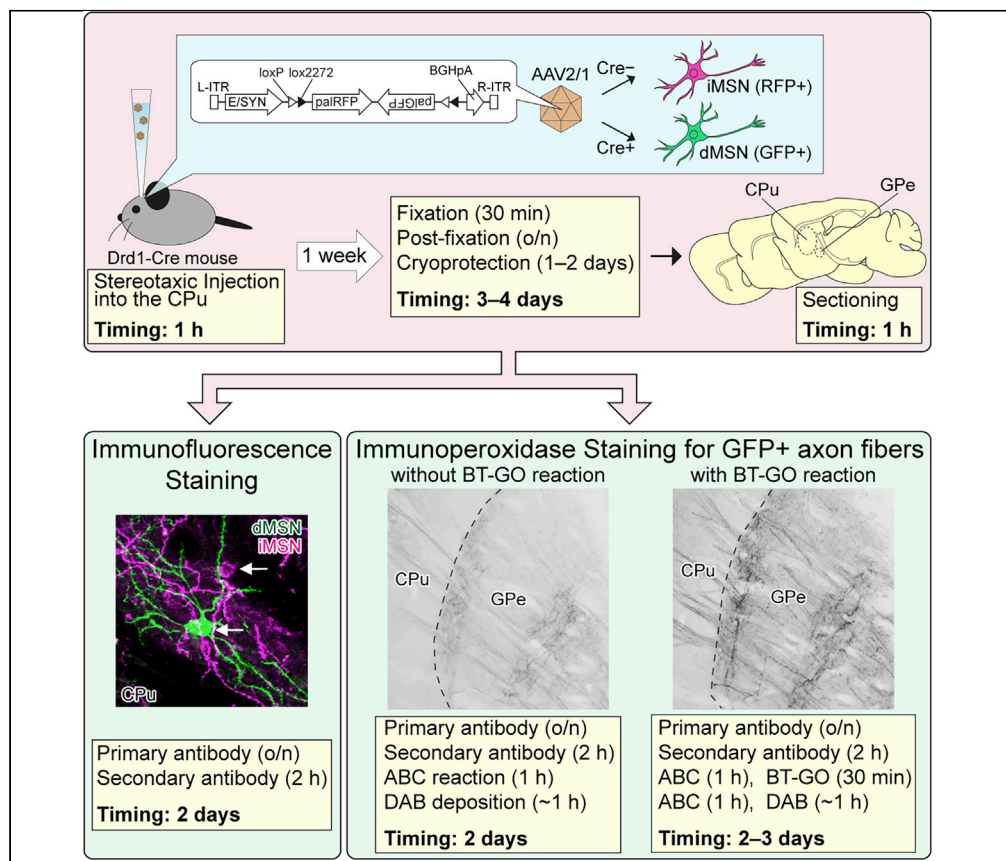 loxP lox2272
BGHpA
L-ITR
R-ITR
E/SYN
palRFP
palGFP
AAV2/1
Cre–
iMSN (RFP+)
Cre+
dMSN (GFP+)
Drd1-Cre mouse
Stereotaxic Injection
into the CPu
Timing: 1 h
1 week
Fixation (30 min)
Post-fixation (o/n)
Cryoprotection (1–2 days)
Timing: 3–4 days
CPu
GPe
Sectioning
Timing: 1 h
Immunofluorescence
Staining
dMSN
iMSN
CPu
Primary antibody (o/n)
Secondary antibody (2 h)
Timing: 2 days
Immunoperoxidase Staining for GFP+ axon fibers
without BT-GO reaction
CPu
GPe
Primary antibody (o/n)
Secondary antibody (2 h)
ABC reaction (1 h)
DAB deposition (~1 h)
Timing: 2 days
with BT-GO reaction
CPu
GPe
Primary antibody (o/n)
Secondary antibody (2 h)
ABC (1 h), BT-GO (30 min)
ABC (1 h), DAB (~1 h)
Timing: 2–3 days